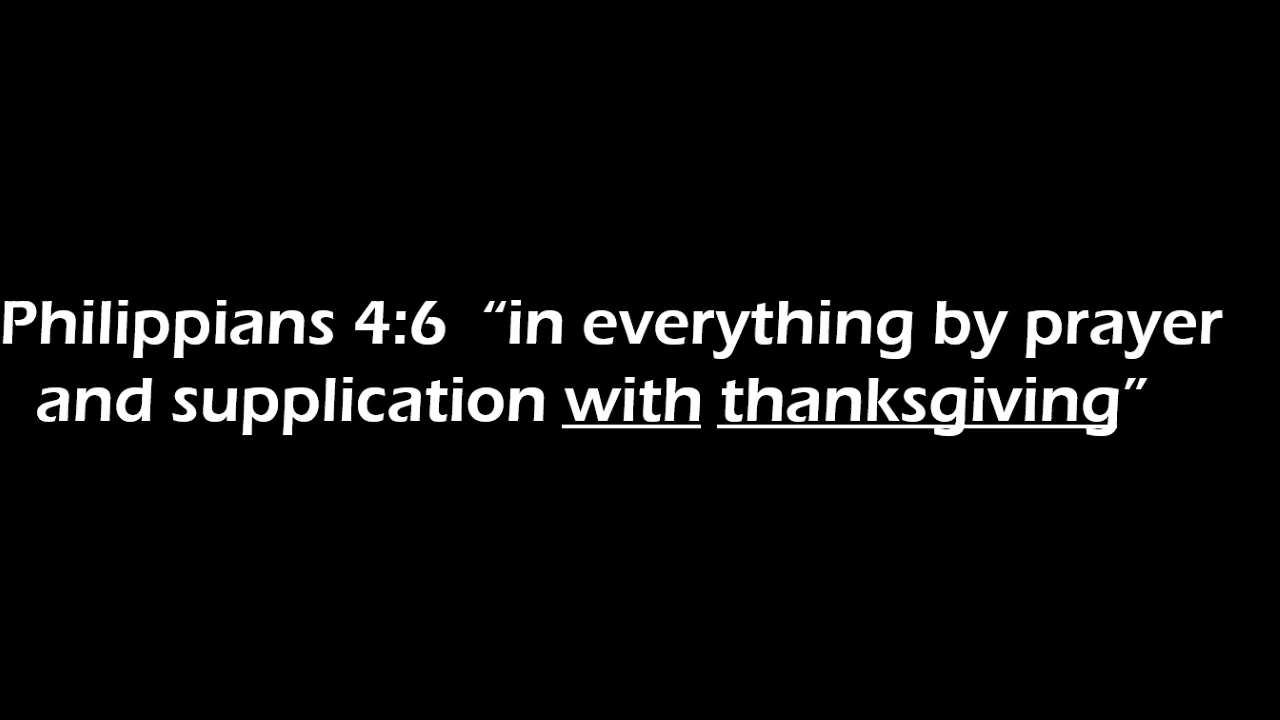 Philippians 4:6  “in everything by prayer
and supplication with thanksgiving”